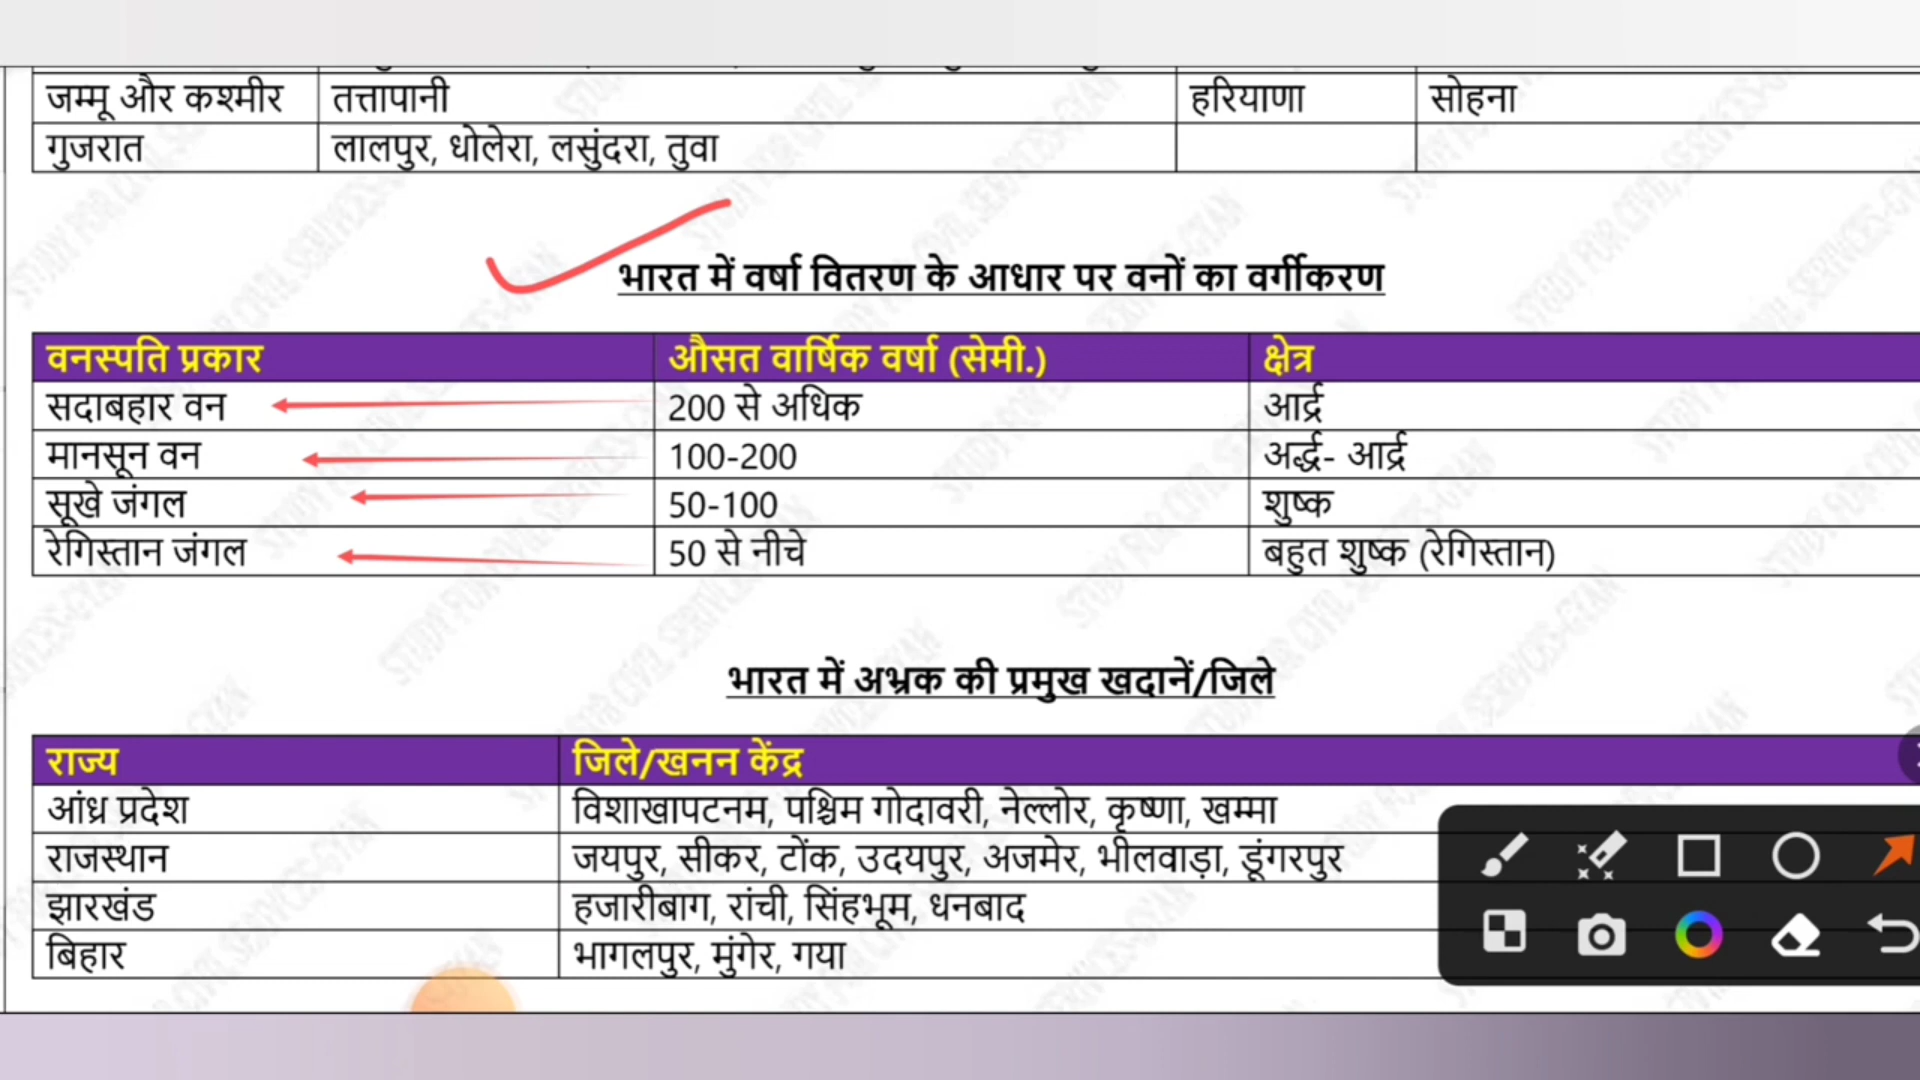 जम्मू और कश्मीर तत्तापानी हरियाणा सोहना
गुजरात लालपुर, धोलेरा, लसुंदरा, तुवा
भारत में वर्षा वितरण के आधार पर वनों का वर्गीकरण
वनस्पति प्रकार औसत वार्षिक वर्षा (सेमी.) क्षेत्र
सदाबहार वन 200 से अधिक आर्द्र
मानसून वन 100-200 अर्द्ध- आर्द्र
सूखे जंगल 50-100 शुष्क
रेगिस्तान जंगल 50 से नीचे बहुत शुष्क (रेगिस्तान)
भारत में अभ्रक की प्रमुख खदानें/जिले
राज्य जिले/खनन केंद्र
आंध्र प्रदेश विशाखापटनम, पश्चिम गोदावरी, नेल्लोर, कृष्णा, खम्मा
राजस्थान जयपुर, सीकर, टोंक, उदयपुर, अजमेर, भीलवाड़ा, डूंगरपुर
झारखंड हजारीबाग, रांची, सिंहभूम, धनबाद
बिहार भागलपुर, मुंगेर, गया